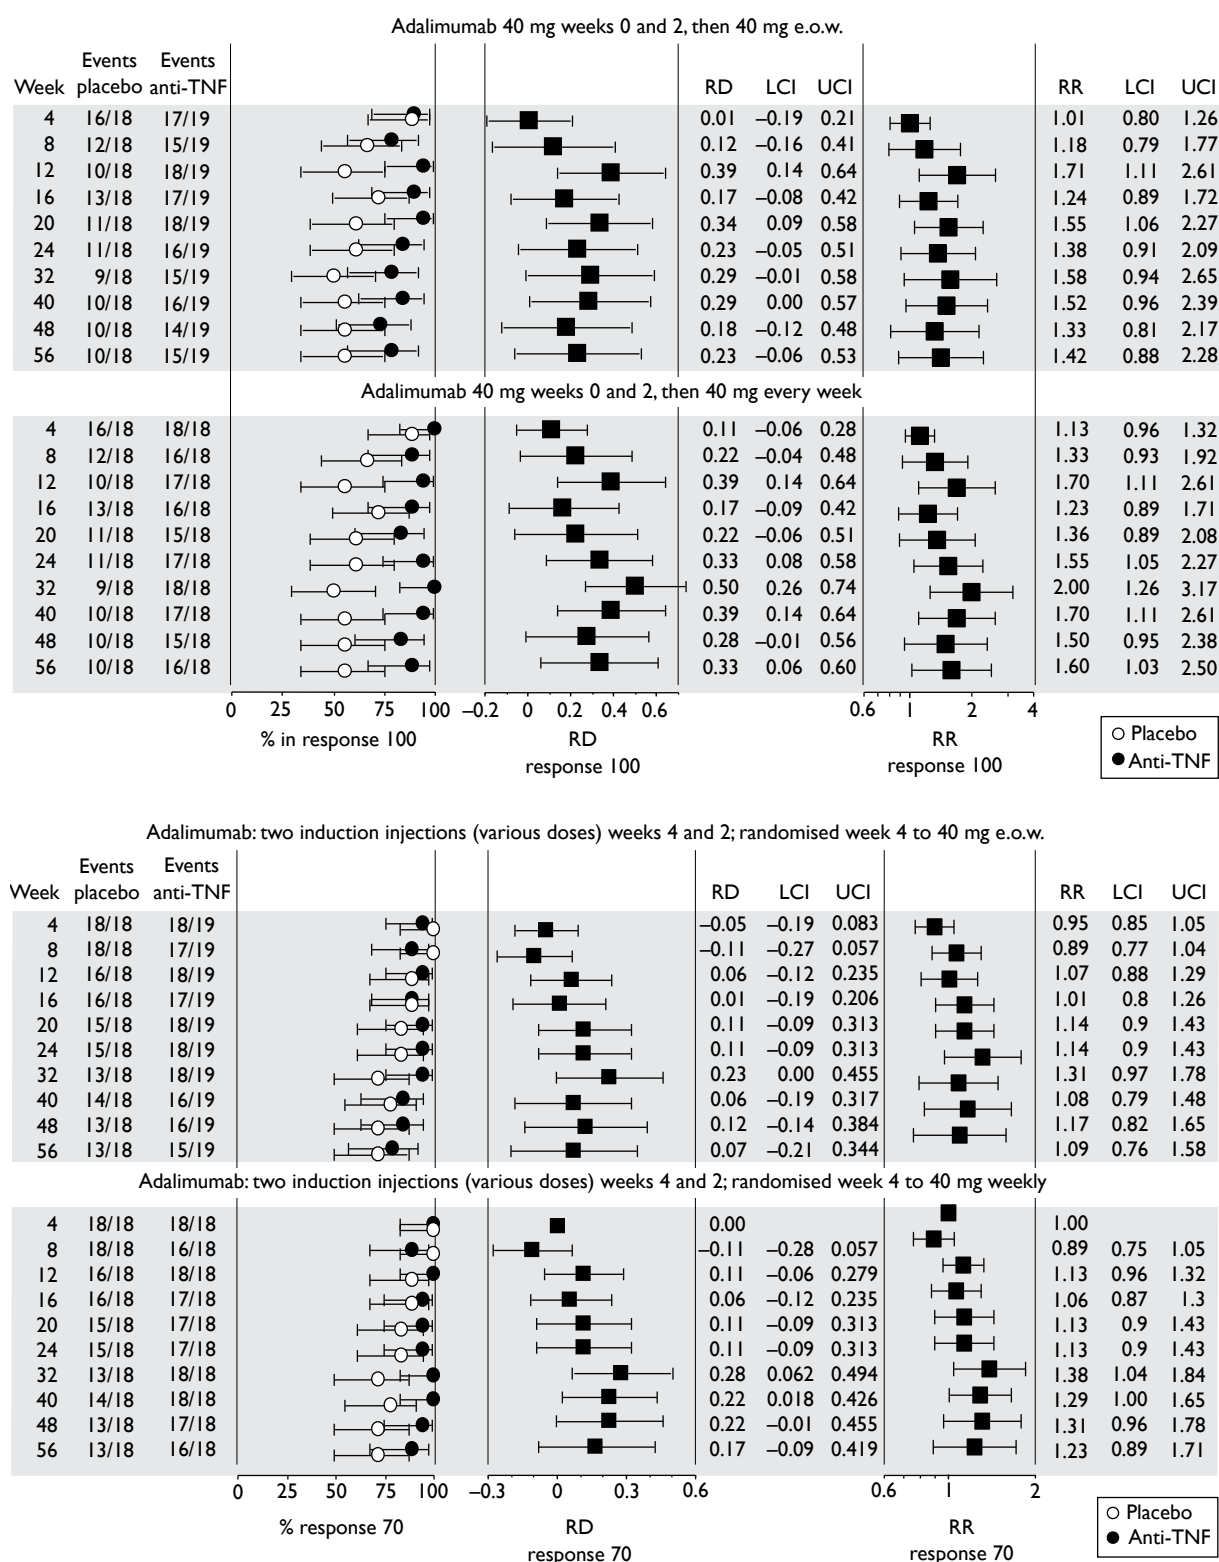 Adalimumab 40 mg weeks 0 and 2, then 40 mg e.o.w.
Events Events
Week placebo anti-TNF RD LCI UCI RR LCI UCI
4 16/18 17/19 0.01 –0.19 0.21 1.01 0.80 1.26
8 12/18 15/19 0.12 –0.16 0.41 1.18 0.79 1.77
12 10/18 18/19 0.39 0.14 0.64 1.71 1.11 2.61
16 13/18 17/19 0.17 –0.08 0.42 1.24 0.89 1.72
20 11/18 18/19 0.34 0.09 0.58 1.55 1.06 2.27
24 11/18 16/19 0.23 –0.05 0.51 1.38 0.91 2.09
32 9/18 15/19 0.29 –0.01 0.58 1.58 0.94 2.65
40 10/18 16/19 0.29 0.00 0.57 1.52 0.96 2.39
48 10/18 14/19 0.18 –0.12 0.48 1.33 0.81 2.17
56 10/18 15/19 0.23 –0.06 0.53 1.42 0.88 2.28
Adalimumab 40 mg weeks 0 and 2, then 40 mg every week
4 16/18 18/18 0.11 –0.06 0.28 1.13 0.96 1.32
8 12/18 16/18 0.22 –0.04 0.48 1.33 0.93 1.92
12 10/18 17/18 0.39 0.14 0.64 1.70 1.11 2.61
16 13/18 16/18 0.17 –0.09 0.42 1.23 0.89 1.71
20 11/18 15/18 0.22 –0.06 0.51 1.36 0.89 2.08
24 11/18 17/18 0.33 0.08 0.58 1.55 1.05 2.27
32 9/18 18/18 0.50 0.26 0.74 2.00 1.26 3.17
40 10/18 17/18 0.39 0.14 0.64 1.70 1.11 2.61
48 10/18 15/18 0.28 –0.01 0.56 1.50 0.95 2.38
56 10/18 16/18 0.33 0.06 0.60 1.60 1.03 2.50
0 25 50 75 100 –0.2 0 0.2 0.4 0.6 0.6 1 2 4
% in response 100 RD RR
response 100 response 100
Placebo
Anti-TNF
Adalimumab: two induction injections (various doses) weeks 4 and 2; randomised week 4 to 40 mg e.o.w.
Events Events
Week placebo anti-TNF RD LCI UCI RR LCI UCI
4 18/18 18/19 –0.05 –0.19 0.083 0.95 0.85 1.05
8 18/18 17/19 –0.11 –0.27 0.057 0.89 0.77 1.04
12 16/18 18/19 0.06 –0.12 0.235 1.07 0.88 1.29
16 16/18 17/19 0.01 –0.19 0.206 1.01 0.8 1.26
20 15/18 18/19 0.11 –0.09 0.313 1.14 0.9 1.43
24 15/18 18/19 0.11 –0.09 0.313 1.14 0.9 1.43
32 13/18 18/19 0.23 0.00 0.455 1.31 0.97 1.78
40 14/18 16/19 0.06 –0.19 0.317 1.08 0.79 1.48
48 13/18 16/19 0.12 –0.14 0.384 1.17 0.82 1.65
56 13/18 15/19 0.07 –0.21 0.344 1.09 0.76 1.58
Adalimumab: two induction injections (various doses) weeks 4 and 2; randomised week 4 to 40 mg weekly
4 18/18 18/18 0.00 1.00
8 18/18 16/18 –0.11 –0.28 0.057 0.89 0.75 1.05
12 16/18 18/18 0.11 –0.06 0.279 1.13 0.96 1.32
16 16/18 17/18 0.06 –0.12 0.235 1.06 0.87 1.3
20 15/18 17/18 0.11 –0.09 0.313 1.13 0.9 1.43
24 15/18 17/18 0.11 –0.09 0.313 1.13 0.9 1.43
32 13/18 18/18 0.28 0.062 0.494 1.38 1.04 1.84
40 14/18 18/18 0.22 0.018 0.426 1.29 1.00 1.65
48 13/18 17/18 0.22 –0.01 0.455 1.31 0.96 1.78
56 13/18 16/18 0.17 –0.09 0.419 1.23 0.89 1.71
0 25 50 75 100 –0.3 0 0.3 0.6 0.6 1 2
% response 70 RD RR
response 70 response 70
Placebo
Anti-TNF